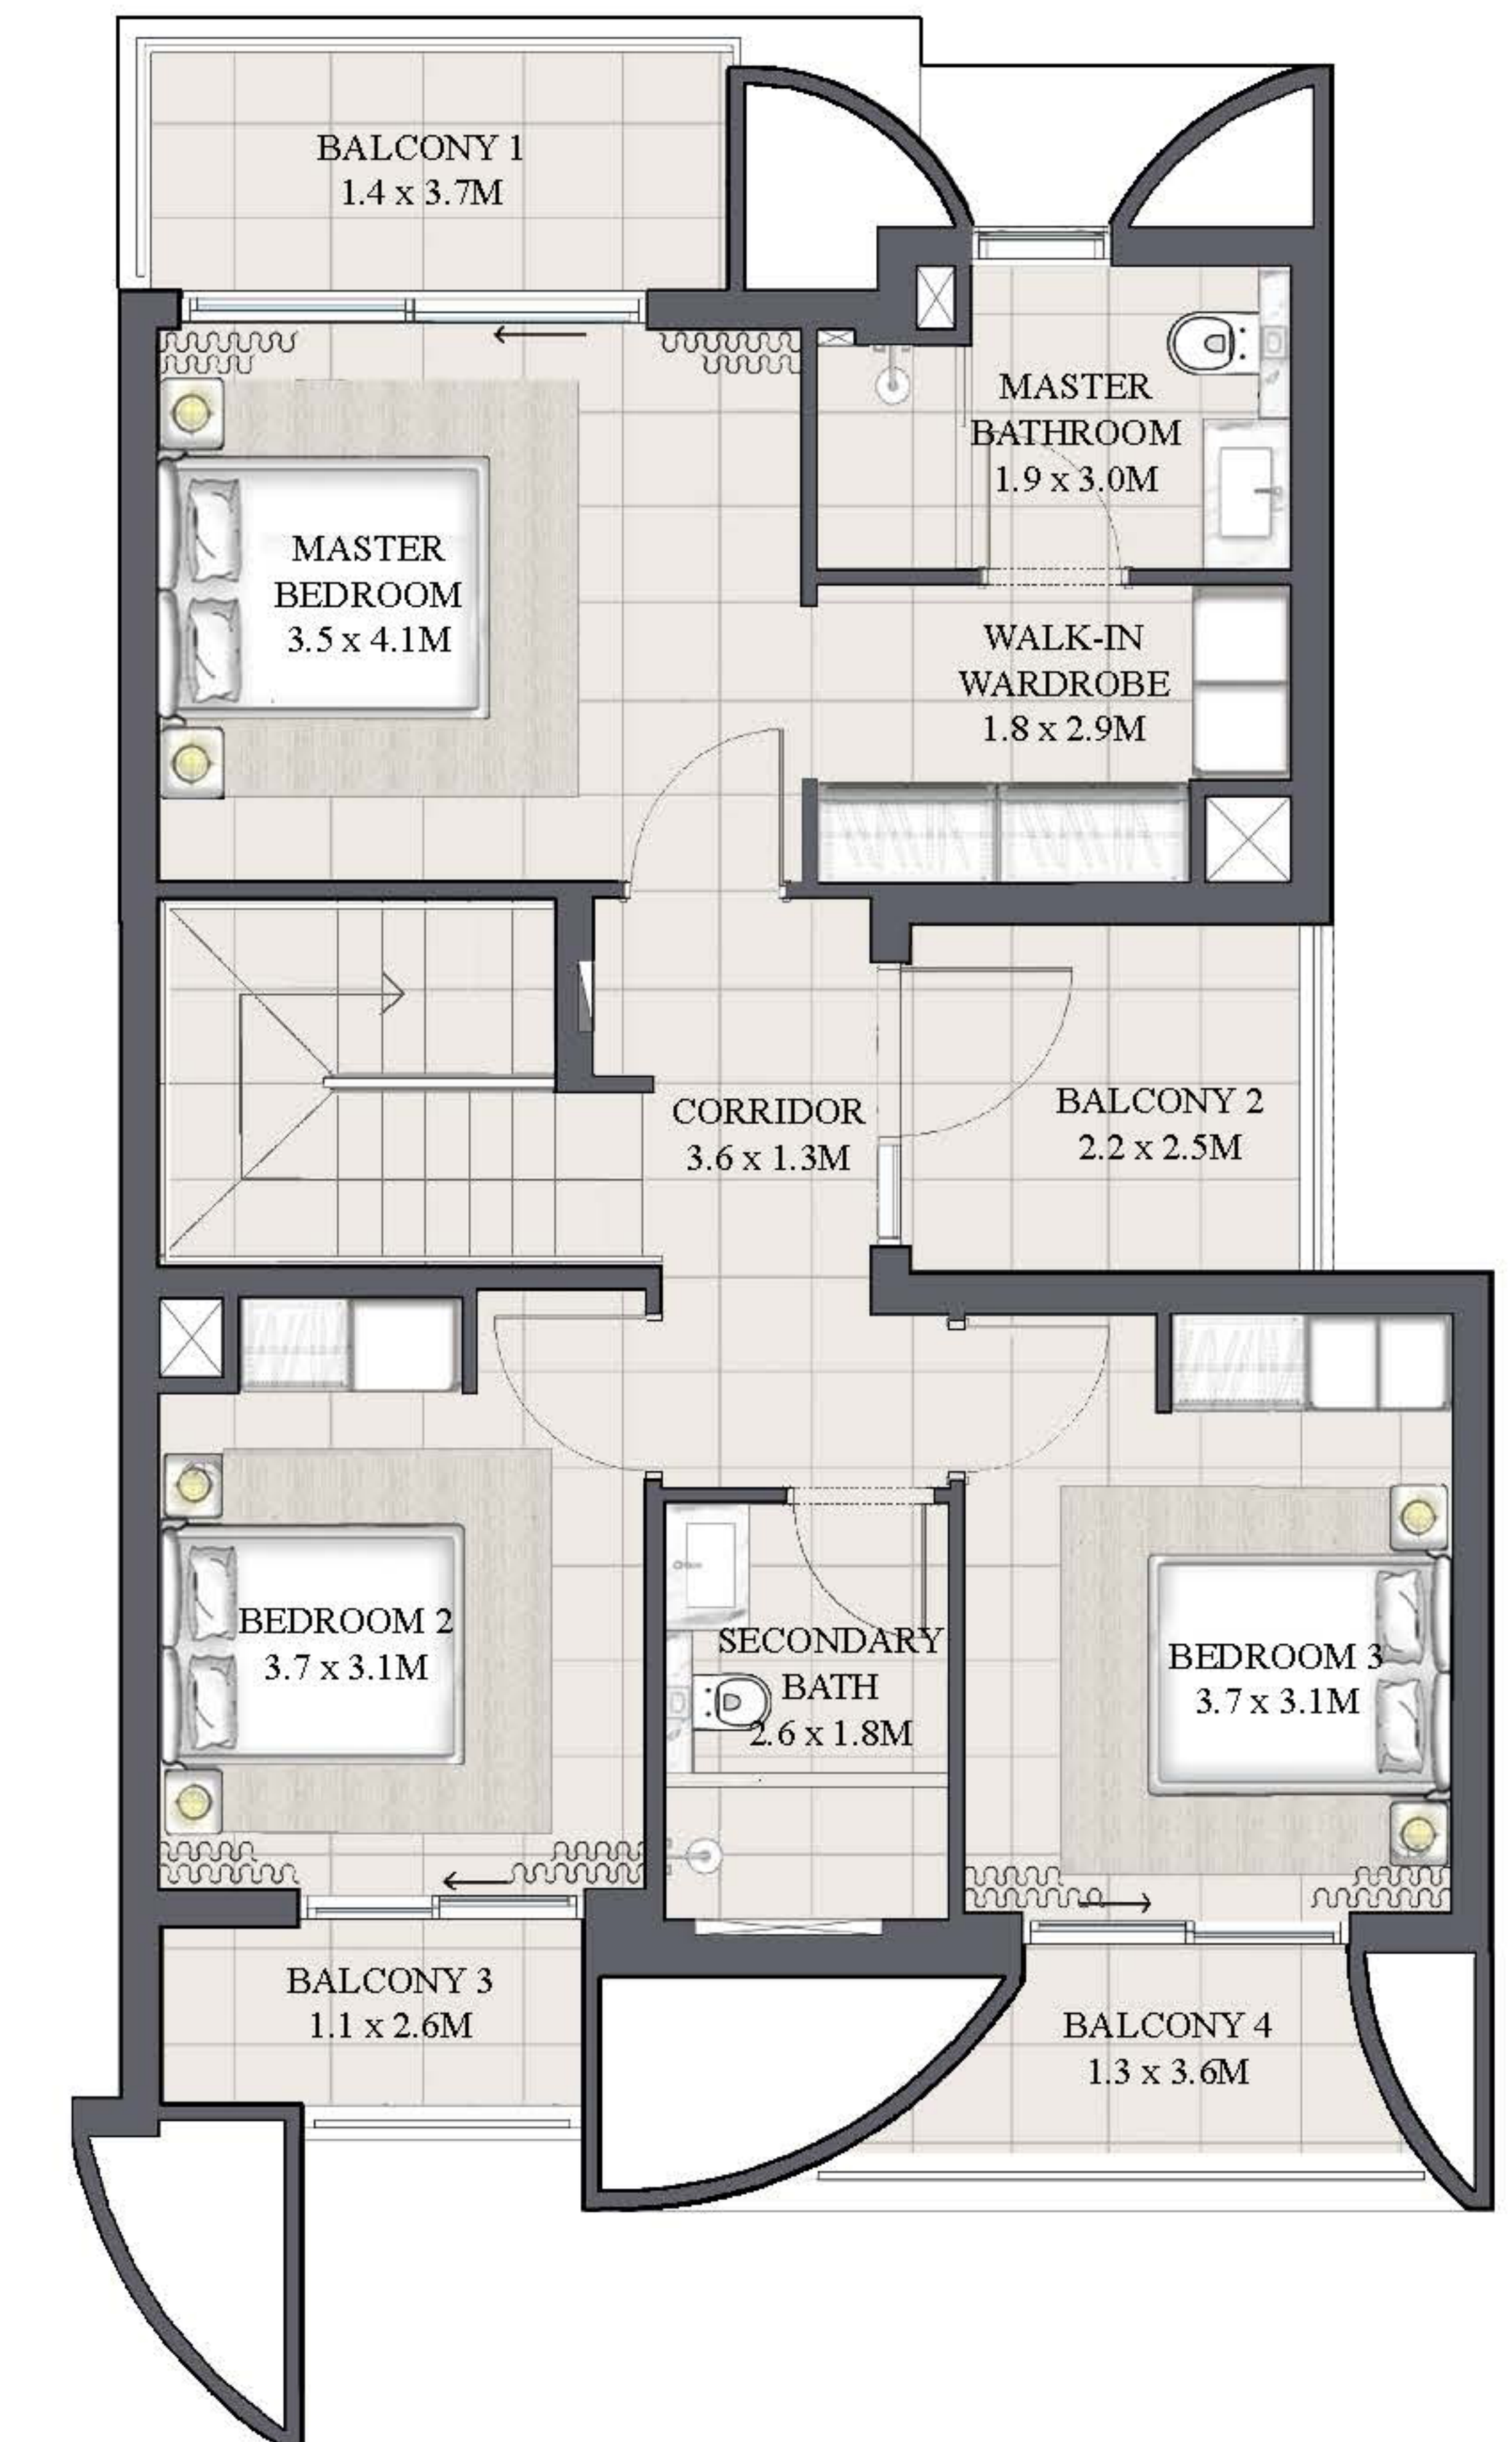 BALCONY 1
1.4 x 3.7M
MASTER
BATHROOM
1.9 x 3.0M
MASTER
BEDROOM
3.5 x 4.1M
WALK-IN
WARDROBE
1.8 x 2.9M
CORRIDOR
3.6 x 1.3M
BALCONY 2
2.2 x 2.5M
BEDROOM 2
3.7 x 3.1M
SECONDARY
BATH
2.6 x 1.8M
BEDROOM 3
3.7 x 3.1M
BALCONY 3
1.1 x 2.6M
BALCONY 4
1.3 x 3.6M